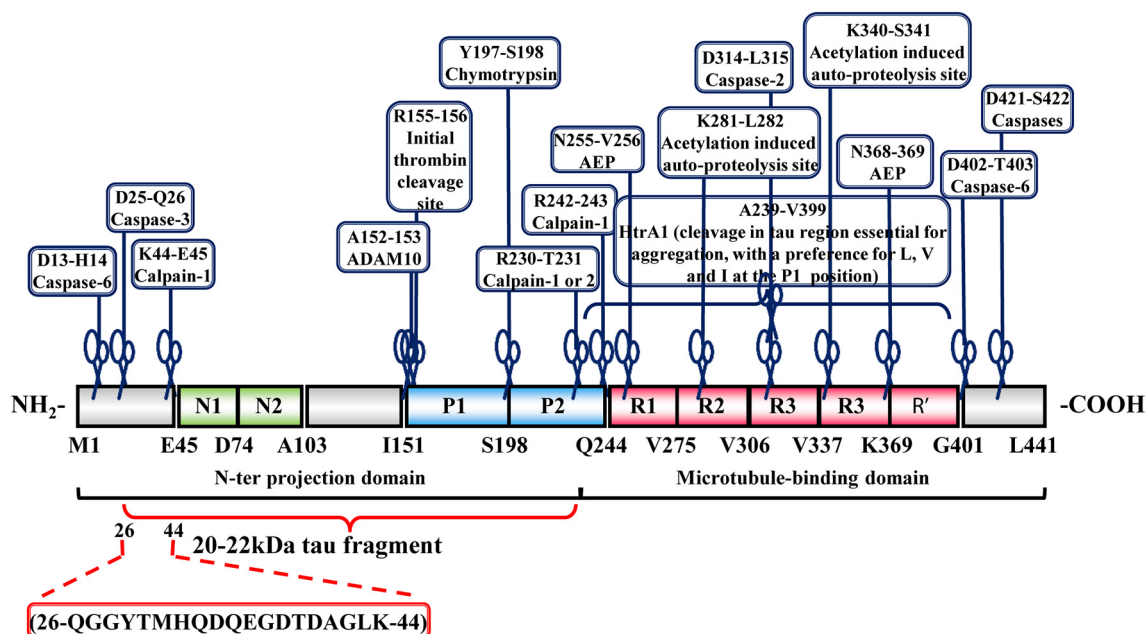 K340-S341
Acetylation induced
auto-proteolysis site
Y197-S198
Chymotrypsin
D314-L315
Caspase-2
D421-S422
Caspases
R155-156
Initial
thrombin
cleavage
site
K281-L282
Acetylation induced
auto-proteolysis site
N255-V256
AEP
N368-369
AEP
D402-T403
Caspase-6
D25-Q26
Caspase-3
R242-243
Calpain-1
A239-V399
HtrA1 (cleavage in tau region essential for
aggregation, with a preference for L, V
and I at the P1 position)
A152-153
ADAM10
K44-E45
Calpain-1
D13-H14
Caspase-6
R230-T231
Calpain-1 or 2
NH2- N1 N2 P1 P2 R1 R2 R3 R3 R′ -COOH
M1 E45 D74 A103 I151 S198 Q244 V275 V306 V337 K369 G401 L441
N-ter projection domain Microtubule-binding domain
26 44 20-22kDa tau fragment
(26-QGGYTMHQDQEGDTDAGLK-44)